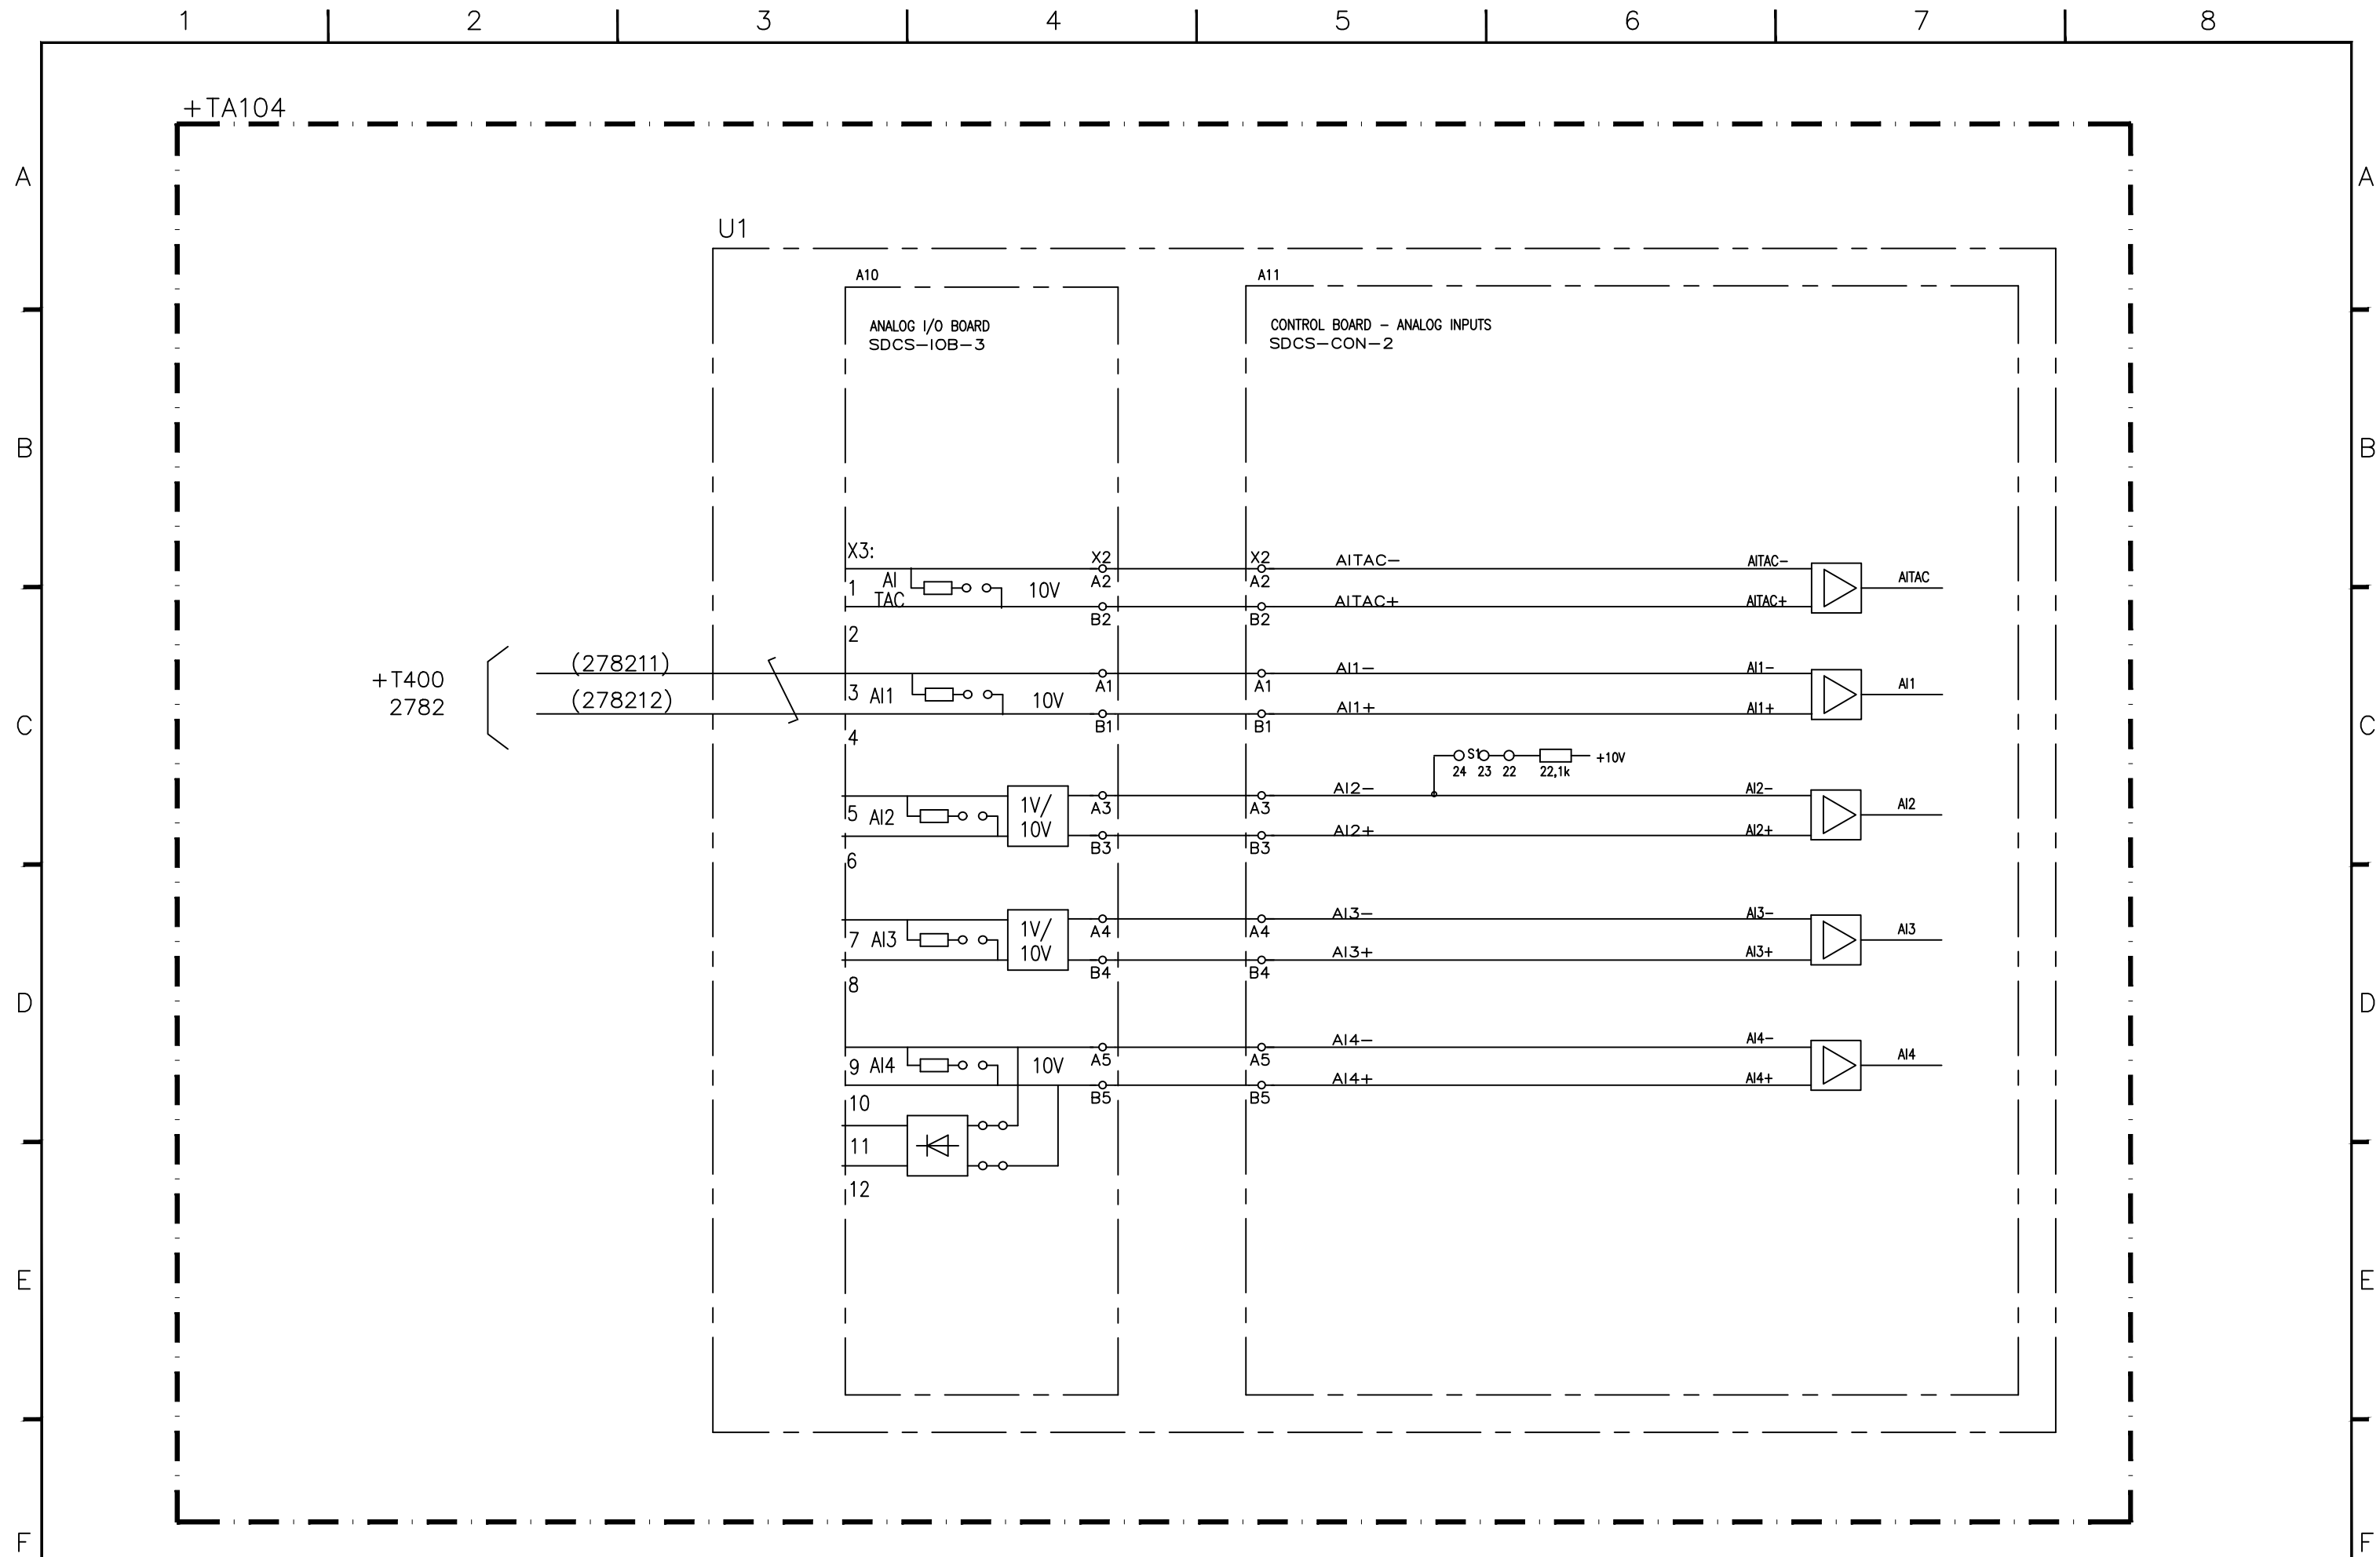 1 2 3 4 5 6 7 8
+TA104
A A
U1
A10 A11
ANALOG I/O BOARD
SDCS-IOB-3
CONTROL BOARD - ANALOG INPUTS
SDCS-CON-2
B B
X3: X2 X2 AITAC- AITAC-
1 AI TAC 10V A2 A2 AITAC
AITAC+ AITAC+
2 B2 B2
(278211) AI1- AI1-
+T400
3 AI1 10V A1 A1 AI1
(278212) AI1+ AI1+
2782
C C
4 B1 B1
S1 +10V
24 23 22 22,1k
AI2- AI2-
5 AI2 1V/ 10V A3 A3 AI2
AI2+ AI2+
6 B3 B3
AI3- AI3-
7 AI3 1V/ 10V A4 A4 AI3
AI3+ AI3+
8 B4 B4
D D
AI4- AI4-
9 AI4 10V A5 A5 AI4
AI4+ AI4+
10 B5 B5
11
12
E E
F F